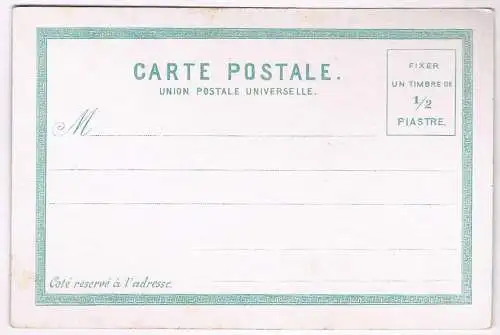 CARTE POSTALE.
UNION POSTALE UNIVERSELLE.
FIXER
UN TIMBRE DE
1/2
PIASTRE.
M
Coté reservé à l'adresse.